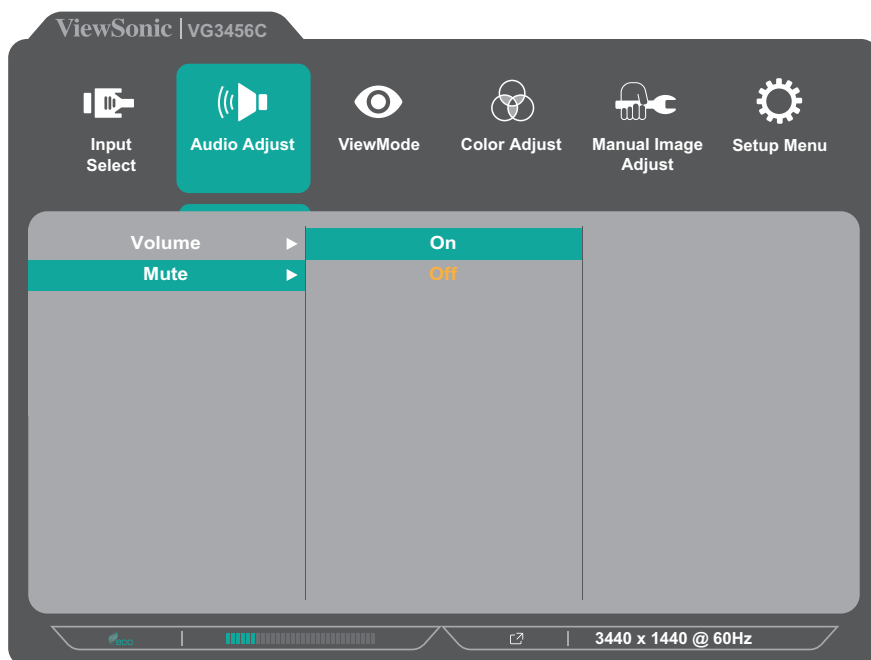 ViewSonic | VG3456C
Input
Select
Audio Adjust
ViewMode
Color Adjust
Manual Image
Adjust
Setup Menu
Volume
On
Mute
Off
eco
3440 x 1440 @ 60Hz